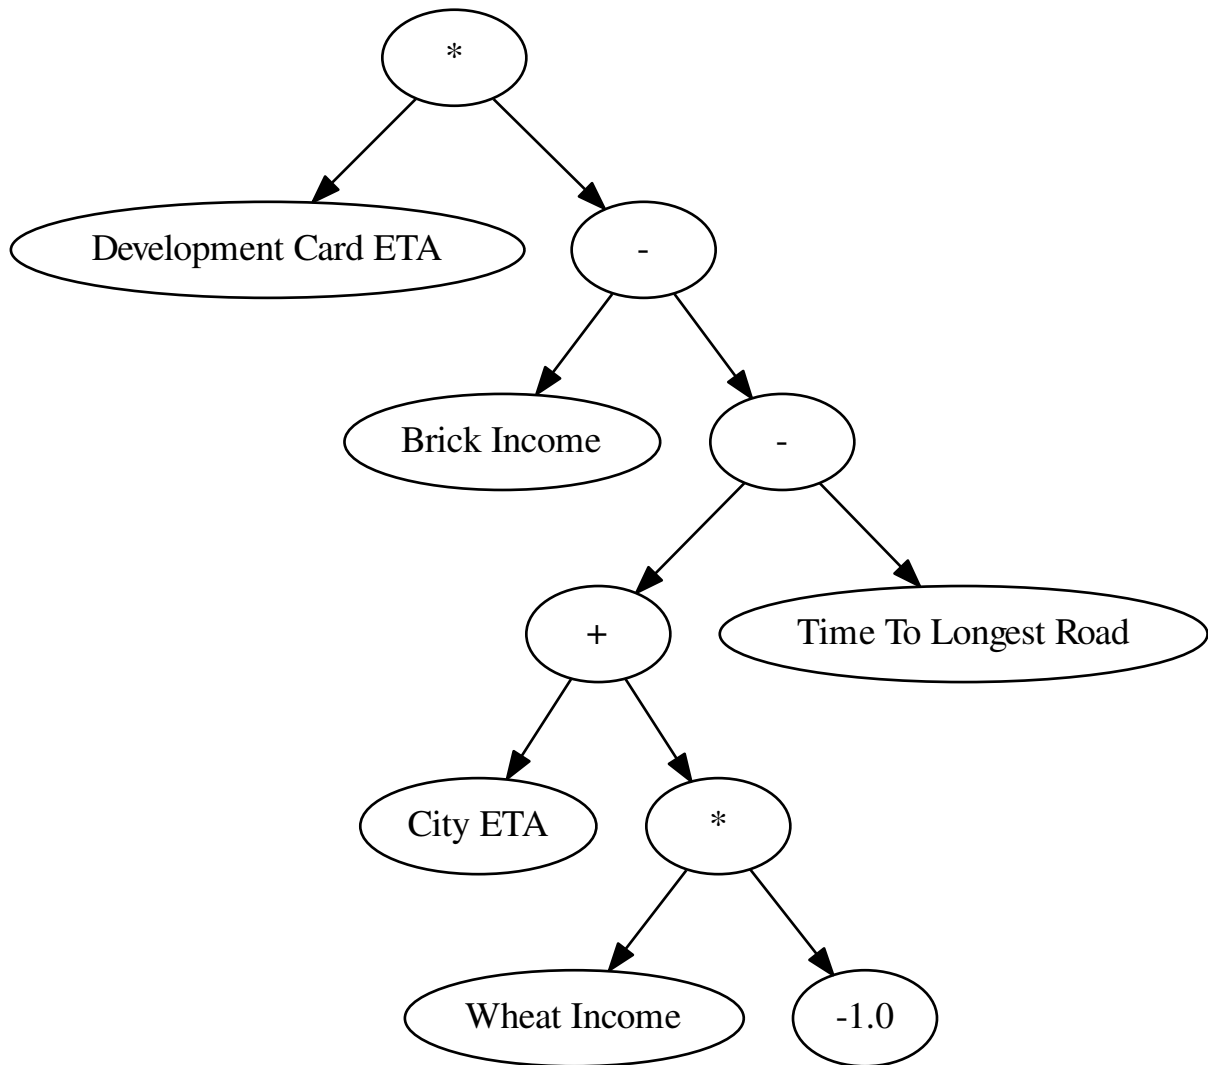 *
Development Card ETA
-
Brick Income
-
+
Time To Longest Road
City ETA
*
Wheat Income
-1.0